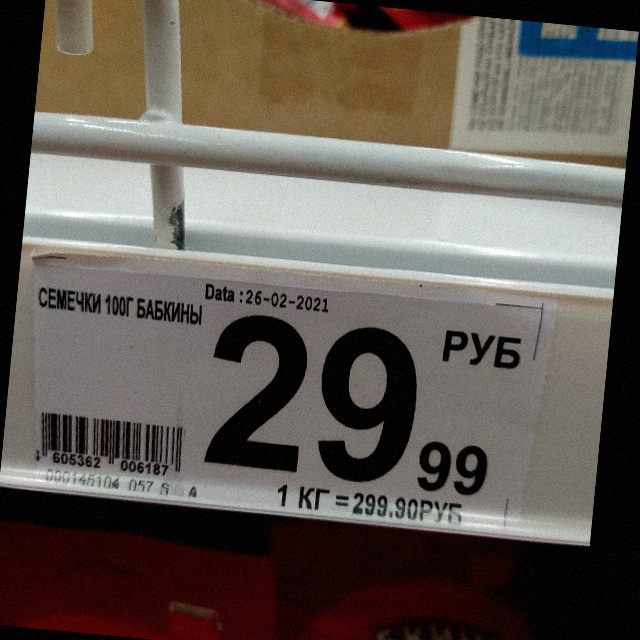 СЕМЕЧКИ 100Г БАБКИНЫ
Data :26-02-2021
29 99
РУБ
605362 006187
1 КГ =299.90РУБ